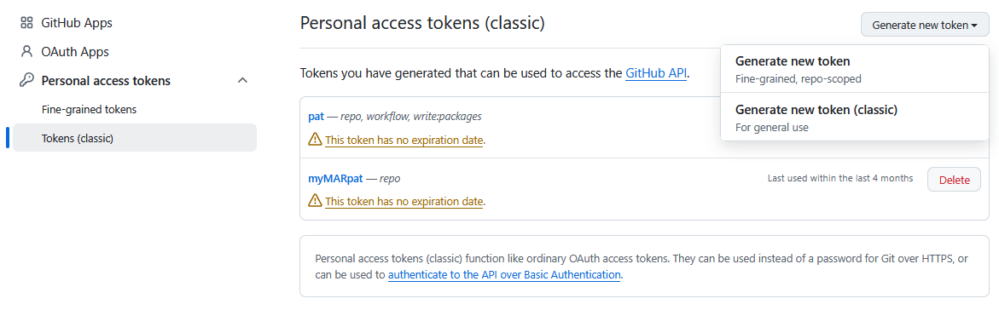 GitHub Apps
OAuth Apps
Personal access tokens
Fine-grained tokens
Tokens (classic)
Personal access tokens (classic)
Generate new token
Generate new token
Fine-grained, repo-scoped
Generate new token (classic)
For general use
Tokens you have generated that can be used to access the GitHub API.
pat — repo, workflow, write:packages
This token has no expiration date.
myMARpat — repo
Last used within the last 4 months
Delete
This token has no expiration date.
Personal access tokens (classic) function like ordinary OAuth access tokens. They can be used instead of a password for Git over HTTPS, or
can be used to authenticate to the API over Basic Authentication.